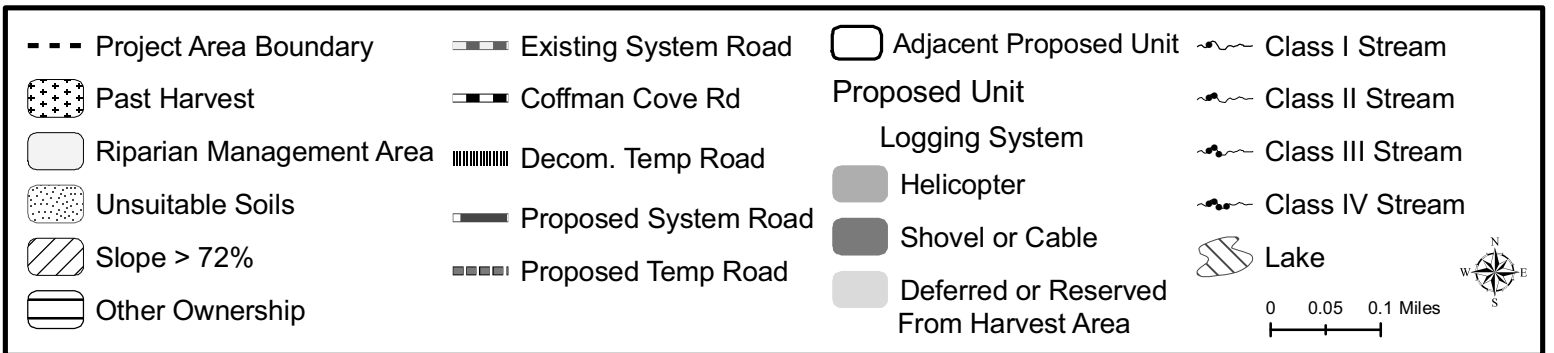 Project Area Boundary
Past Harvest
Riparian Management Area
Unsuitable Soils
Slope > 72%
Other Ownership
Existing System Road
Coffman Cove Rd
Decom. Temp Road
Proposed System Road
Proposed Temp Road
Adjacent Proposed Unit
Proposed Unit
Logging System
Helicopter
Shovel or Cable
Deferred or Reserved
From Harvest Area
Class I Stream
Class II Stream
Class III Stream
Class IV Stream
Lake
N
W E
S
0 0.05 0.1 Miles